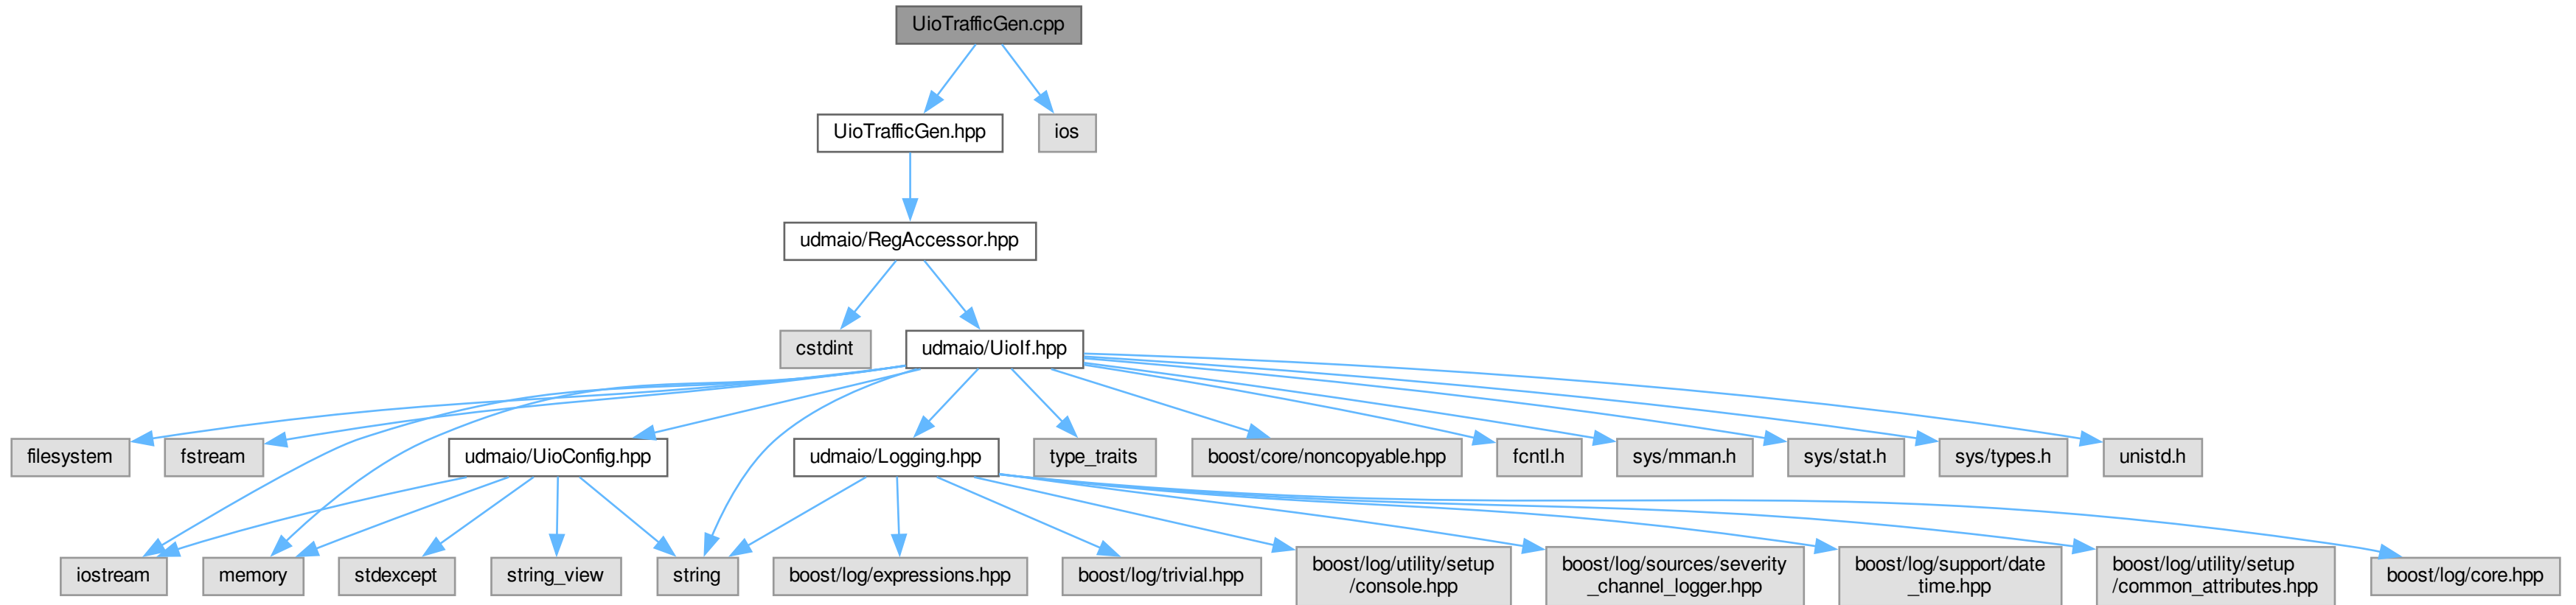 UioTrafficGen.cpp
UioTrafficGen.hpp
ios
udmaio/RegAccessor.hpp
cstdint
udmaio/UioIf.hpp
filesystem
fstream
udmaio/UioConfig.hpp
udmaio/Logging.hpp
type_traits
boost/core/noncopyable.hpp
fcntl.h
sys/mman.h
sys/stat.h
sys/types.h
unistd.h
iostream
memory
stdexcept
string_view
string
boost/log/expressions.hpp
boost/log/trivial.hpp
boost/log/utility/setup
/console.hpp
boost/log/sources/severity
_channel_logger.hpp
boost/log/support/date
_time.hpp
boost/log/utility/setup
/common_attributes.hpp
boost/log/core.hpp